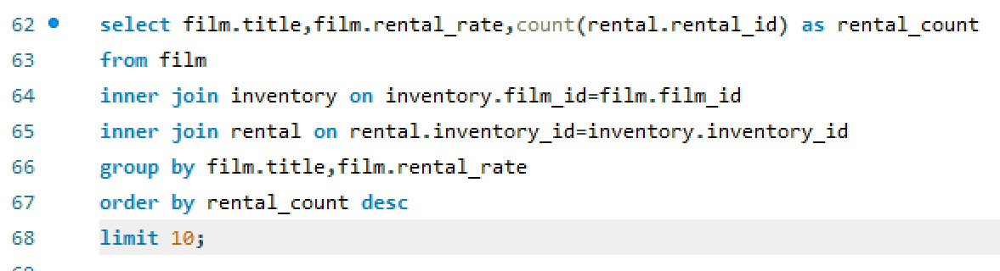 62 select film.title,film.rental_rate,count(rental.rental_id) as rental_count
63 from film
64 inner join inventory on inventory.film_id=film.film_id
65 inner join rental on rental.inventory_id=inventory.inventory_id
66 group by film.title,film.rental_rate
67 order by rental_count desc
68 limit 10;